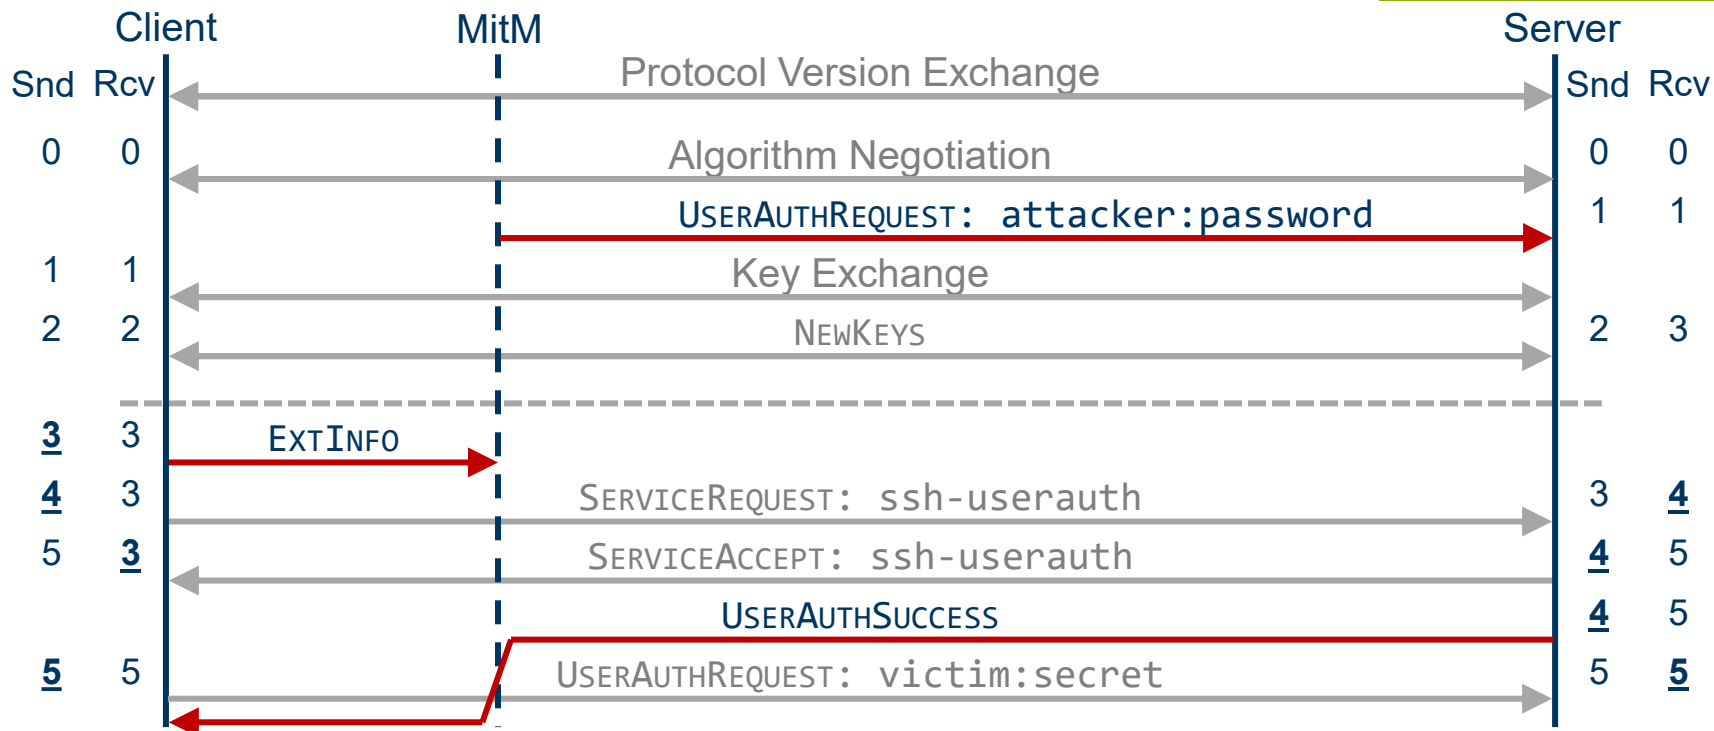 Client MitM Server
Snd Rcv Protocol Version Exchange Snd Rcv
0 0 Algorithm Negotiation 0 0
USERAUTHREQUEST: attacker:password 1 1
1 1 Key Exchange
2 2 NEWKEYS 2 3
3 3 EXTINFO
4 3 SERVICEREQUEST: ssh-userauth 3 4
5 3 SERVICEACCEPT: ssh-userauth 4 5
USERAUTHSUCCESS 4 5
5 5 USERAUTHREQUEST: victim:secret 5 5